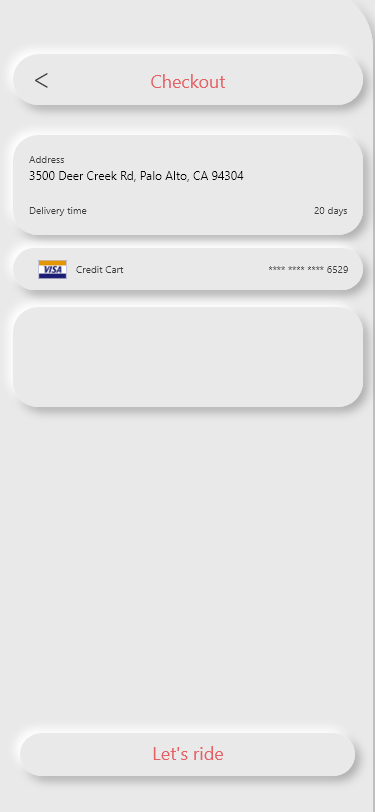 <
Checkout
Address
3500 Deer Creek Rd, Palo Alto, CA 94304
Delivery time 20 days
VISA Credit Cart **** **** **** 6529
Let's ride